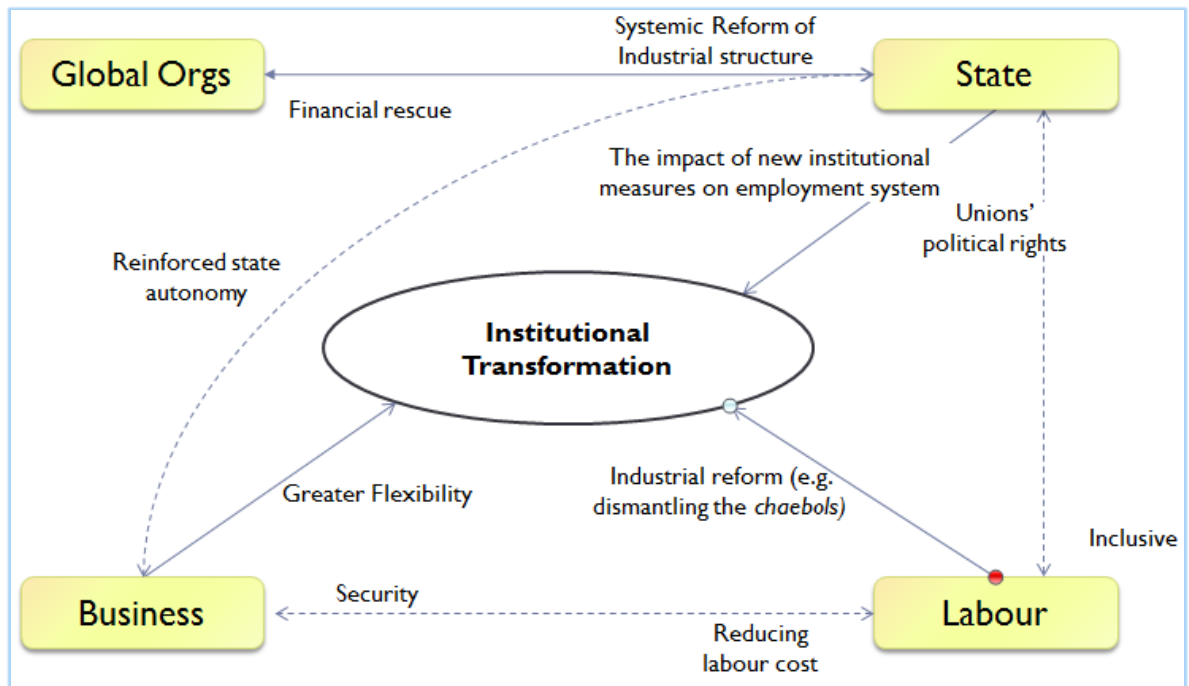 Systemic Reform of
Industrial structure
Global Orgs
State
Financial rescue
The impact of new institutional
measures on employment system
Unions'
political rights
Reinforced state
autonomy
Institutional
Transformation
Industrial reform (e.g.
dismantling the chaebols)
Greater Flexibility
Inclusive
Business
Security
Labour
Reducing
labour cost